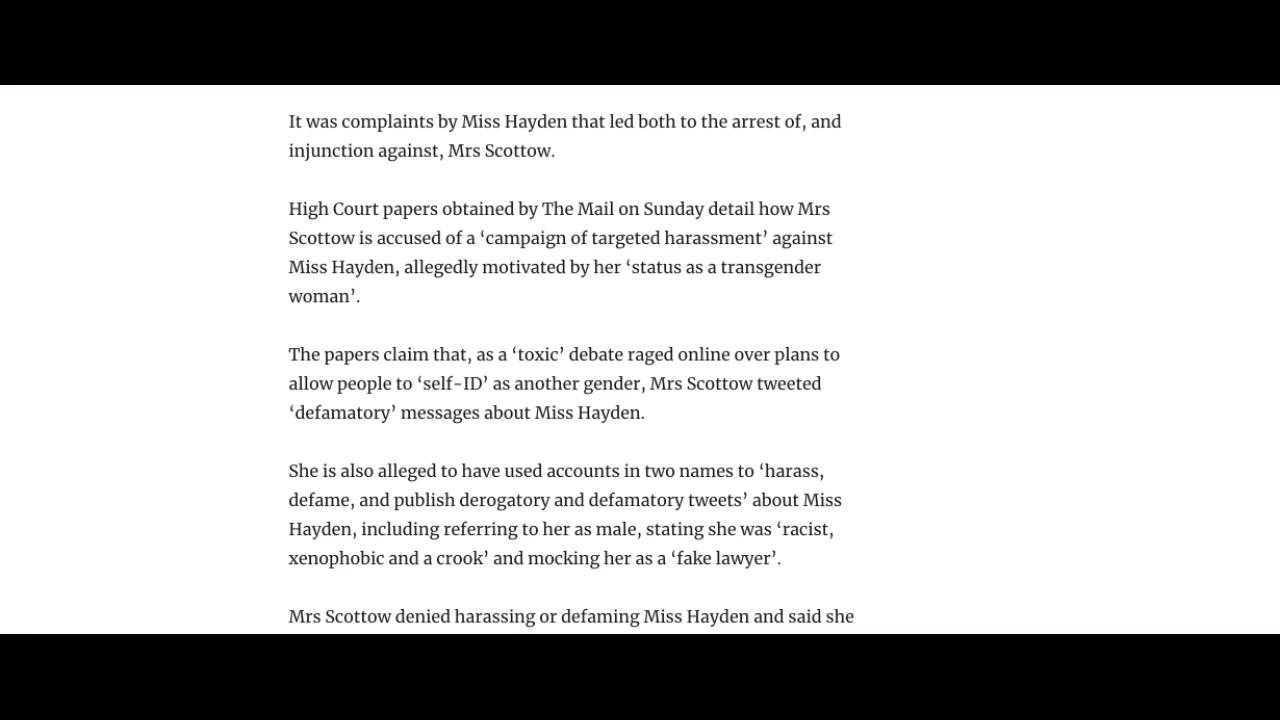 It was complaints by Miss Hayden that led both to the arrest of, and
injunction against, Mrs Scottow.
High Court papers obtained by The Mail on Sunday detail how Mrs
Scottow is accused of a ‘campaign of targeted harassment’ against
Miss Hayden, allegedly motivated by her ‘status as a transgender
woman’.
The papers claim that, as a ‘toxic’ debate raged online over plans to
allow people to ‘self-ID’ as another gender, Mrs Scottow tweeted
‘defamatory’ messages about Miss Hayden.
She is also alleged to have used accounts in two names to ‘harass,
defame, and publish derogatory and defamatory tweets’ about Miss
Hayden, including referring to her as male, stating she was ‘racist,
xenophobic and a crook’ and mocking her as a ‘fake lawyer’.
Mrs Scottow denied harassing or defaming Miss Hayden and said she